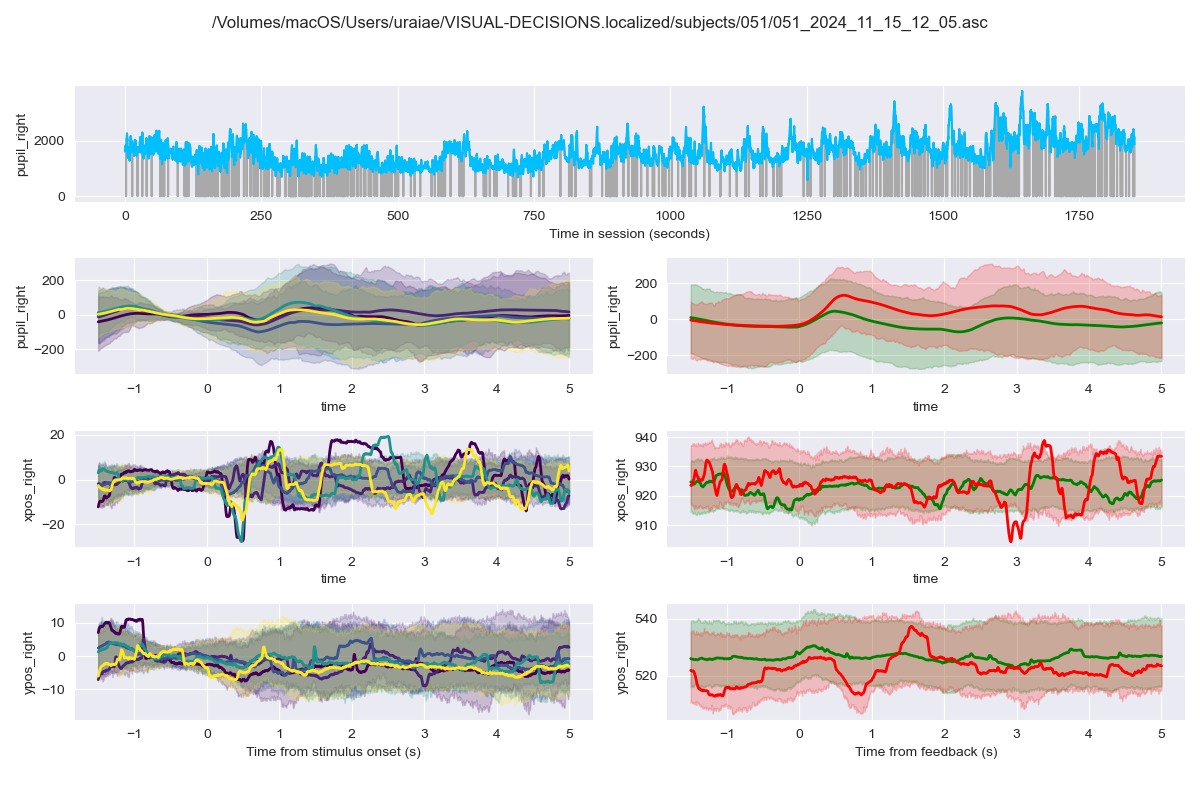 /Volumes/macOS/Users/uraiae/VISUAL-DECISIONS.localized/subjects/051/051_2024_11_15_12_05.asc
pupil_right
2000
0
0 250 500 750 1000 1250 1500 1750
Time in session (seconds)
pupil_right
200
0
−200
−1 0 1 2 3 4 5
time
pupil_right
200
0
−200
−1 0 1 2 3 4 5
time
xpos_right
20
0
−20
−1 0 1 2 3 4 5
time
xpos_right
940
930
920
910
−1 0 1 2 3 4 5
time
ypos_right
10
0
−10
−1 0 1 2 3 4 5
Time from stimulus onset (s)
ypos_right
540
520
−1 0 1 2 3 4 5
Time from feedback (s)